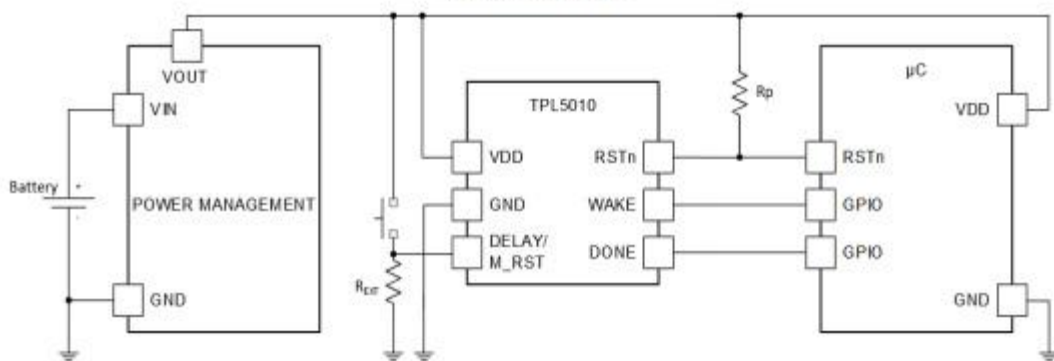 VOUT
VIN
Battery
+
-
POWER MANAGEMENT
GND
TPL5010
VDD
GND
DELAY/
M_RST
RSTn
WAKE
DONE
REXT
Rp
µC
VDD
RSTn
GPIO
GPIO
GND